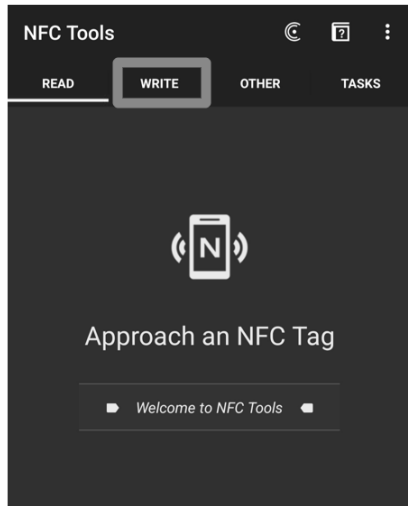 NFC Tools
READ WRITE OTHER TASKS
N
Approach an NFC Tag
Welcome to NFC Tools